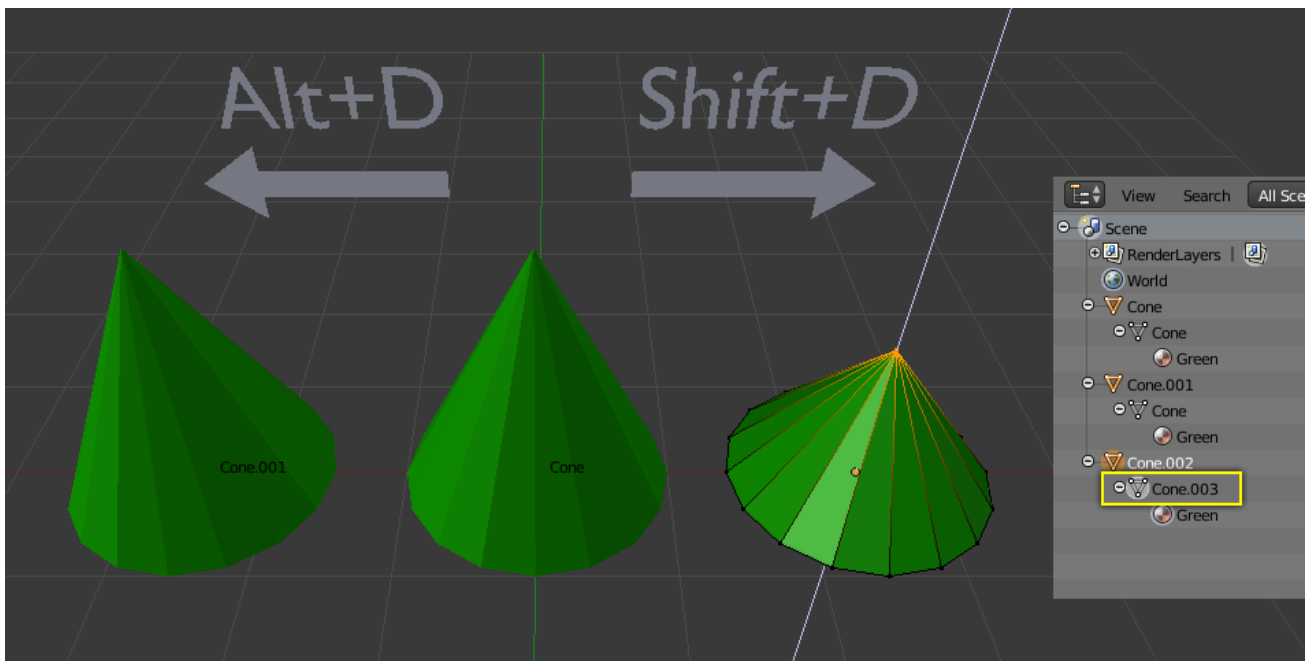 Alt+D
Shift+D
View Search All Sce
Scene
RenderLayers |
World
Cone
Cone
Green
Cone.001
Cone
Green
Cone.002
Cone.003
Green
Cone.001
Cone